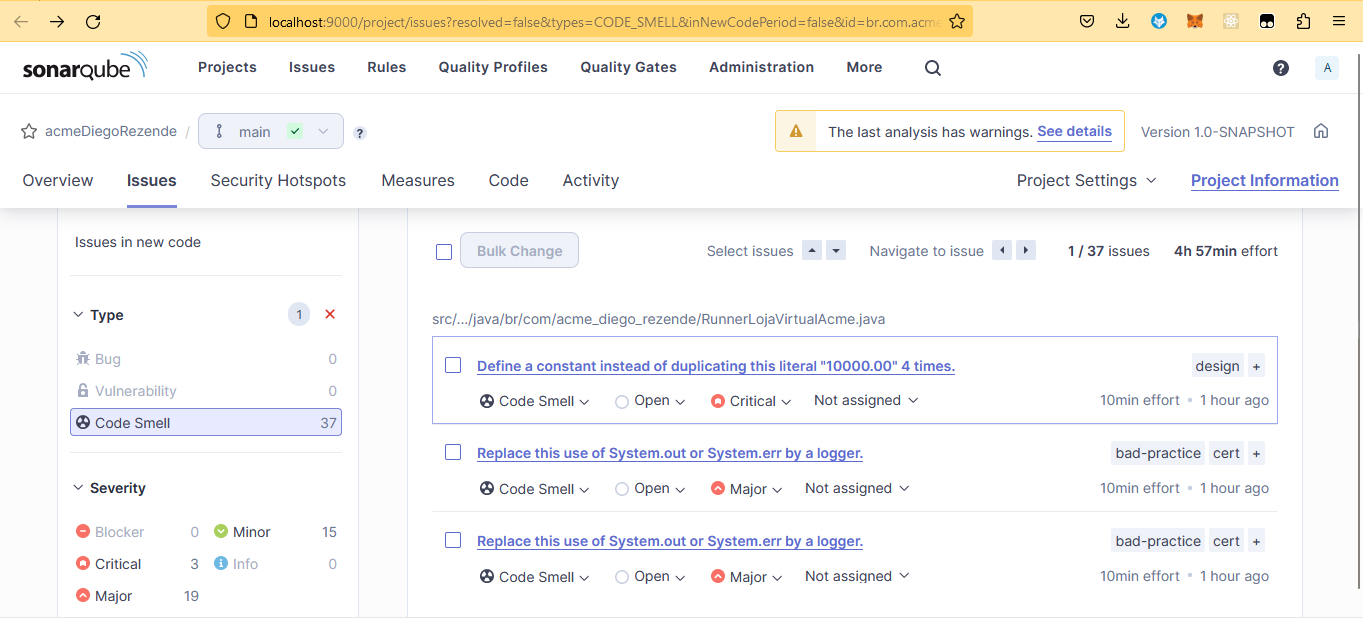 localhost:9000/project/issues?resolved=false&types=CODE_SMELL&inNewCodePeriod=false&id=br.com.acme
sonarqube Projects Issues Rules Quality Profiles Quality Gates Administration More ? A
acmeDiegoRezende / main ? The last analysis has warnings. See details Version 1.0-SNAPSHOT
Overview Issues Security Hotspots Measures Code Activity Project Settings Project Information
Issues in new code
Type 1
Bug 0
Vulnerability 0
Code Smell 37
Severity
Blocker 0 Minor 15
Critical 3 Info 0
Major 19
Bulk Change Select issues Navigate to issue 1 / 37 issues 4h 57min effort
src/.../java/br/com/acme_diego_rezende/RunnerLojaVirtualAcme.java
Define a constant instead of duplicating this literal "10000.00" 4 times. design +
Code Smell Open Critical Not assigned 10min effort • 1 hour ago
Replace this use of System.out or System.err by a logger. bad-practice cert +
Code Smell Open Major Not assigned 10min effort • 1 hour ago
Replace this use of System.out or System.err by a logger. bad-practice cert +
Code Smell Open Major Not assigned 10min effort • 1 hour ago